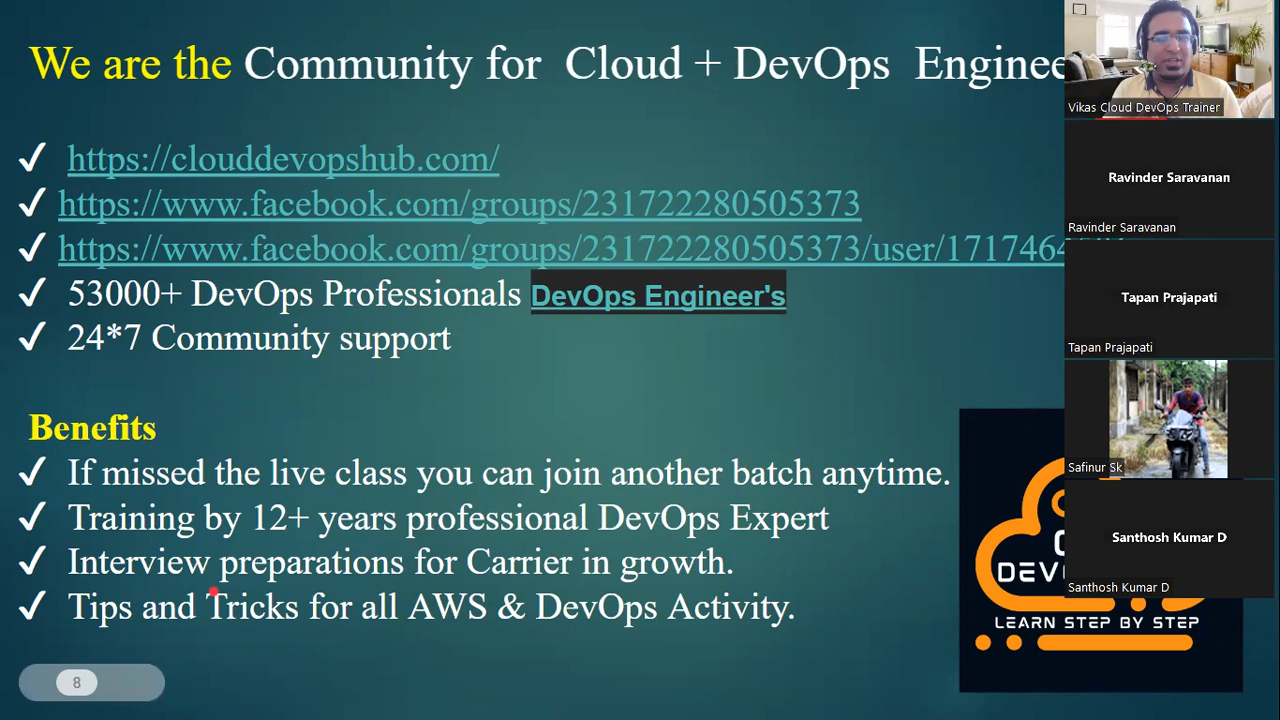 We are the Community for Cloud + DevOps Enginee
✔ https://clouddevopshub.com/
✔ https://www.facebook.com/groups/231722280505373
✔ https://www.facebook.com/groups/231722280505373/user/1717464
✔ 53000+ DevOps Professionals DevOps Engineer's
✔ 24*7 Community support
Benefits
✔ If missed the live class you can join another batch anytime.
✔ Training by 12+ years professional DevOps Expert
✔ Interview preparations for Carrier in growth.
✔ Tips and Tricks for all AWS & DevOps Activity.
8
LEARN STEP BY STEP
Vikas Cloud DevOps Trainer
Ravinder Saravanan
Ravinder Saravanan
Tapan Prajapati
Tapan Prajapati
Safinur Sk
Santhosh Kumar D
Santhosh Kumar D